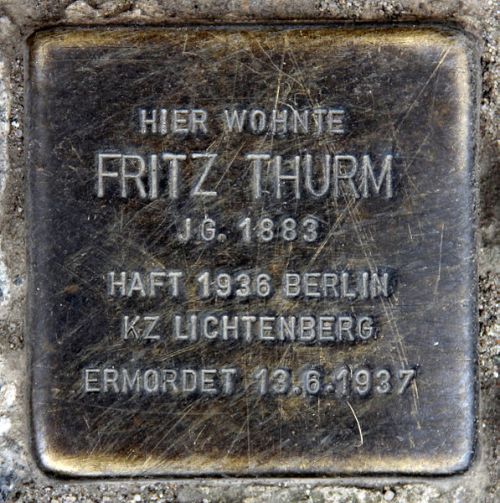 HIER WOHNTE
FRITZ THURM
JG. 1883
HAFT 1936 BERLIN
KZ LICHTENBERG
ERMORDET 13.6.1937